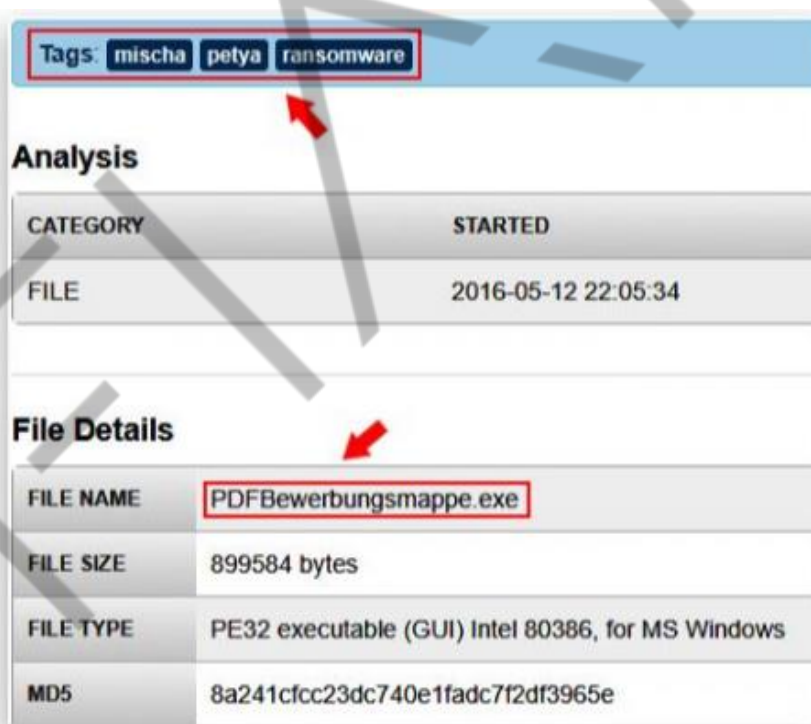 Tags: mischa petya ransomware
Analysis
CATEGORY STARTED
FILE 2016-05-12 22:05:34
File Details
FILE NAME PDFBewerbungsmappe.exe
FILE SIZE 899584 bytes
FILE TYPE PE32 executable (GUI) Intel 80386, for MS Windows
MD5 8a241cfcc23dc740e1fadc7f2df3965e